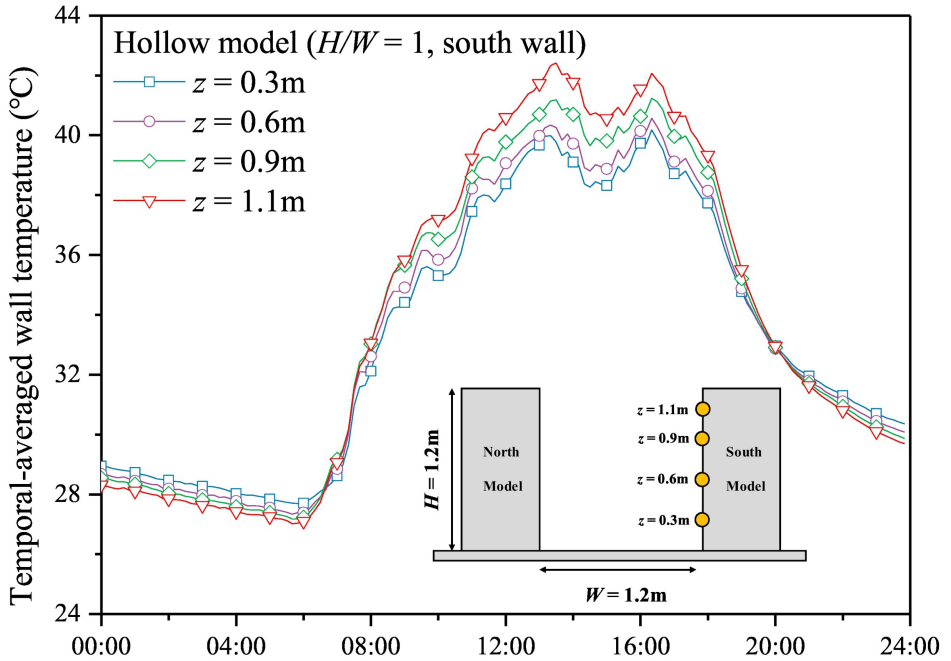 Temporal-averaged wall temperature (°C)
44
40
36
32
28
24
Hollow model (H/W = 1, south wall)
z = 0.3m
z = 0.6m
z = 0.9m
z = 1.1m
H = 1.2m
North
Model
z = 1.1m
z = 0.9m
z = 0.6m
z = 0.3m
South
Model
W = 1.2m
00:00 04:00 08:00 12:00 16:00 20:00 24:00